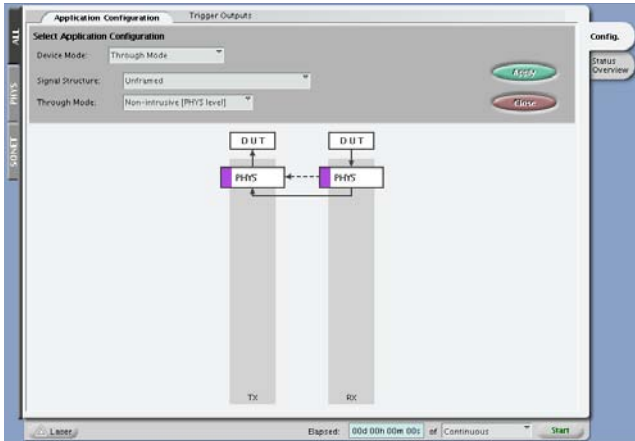 Application Configuration
Trigger Outputs
ALL
PHYS
SONET
Config.
Status
Overview
Select Application Configuration
Device Mode: Through Mode
Signal Structure: Unframed
Through Mode: Non-intrusive [PHYS level]
Apply
Close
DUT DUT
PHYS PHYS
TX RX
Laser
Elapsed: 00d 00h 00m 00s of Continuous
Start